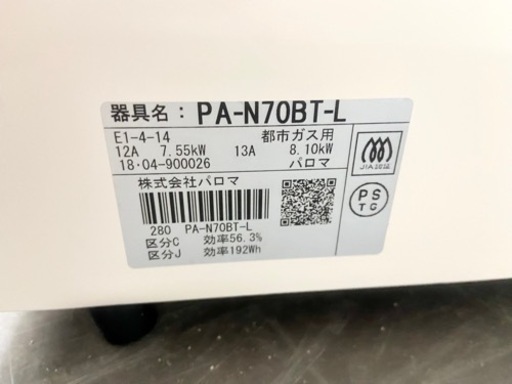 器具名： PA-N70BT-L
E1-4-14 都市ガス用
12A 7.55kW 13A 8.10kW
18·04-900026 パロマ
株式会社パロマ
280 PA-N70BT-L
区分C 効率56.3%
区分J 効率192Wh
JIA 2012
PS
TG